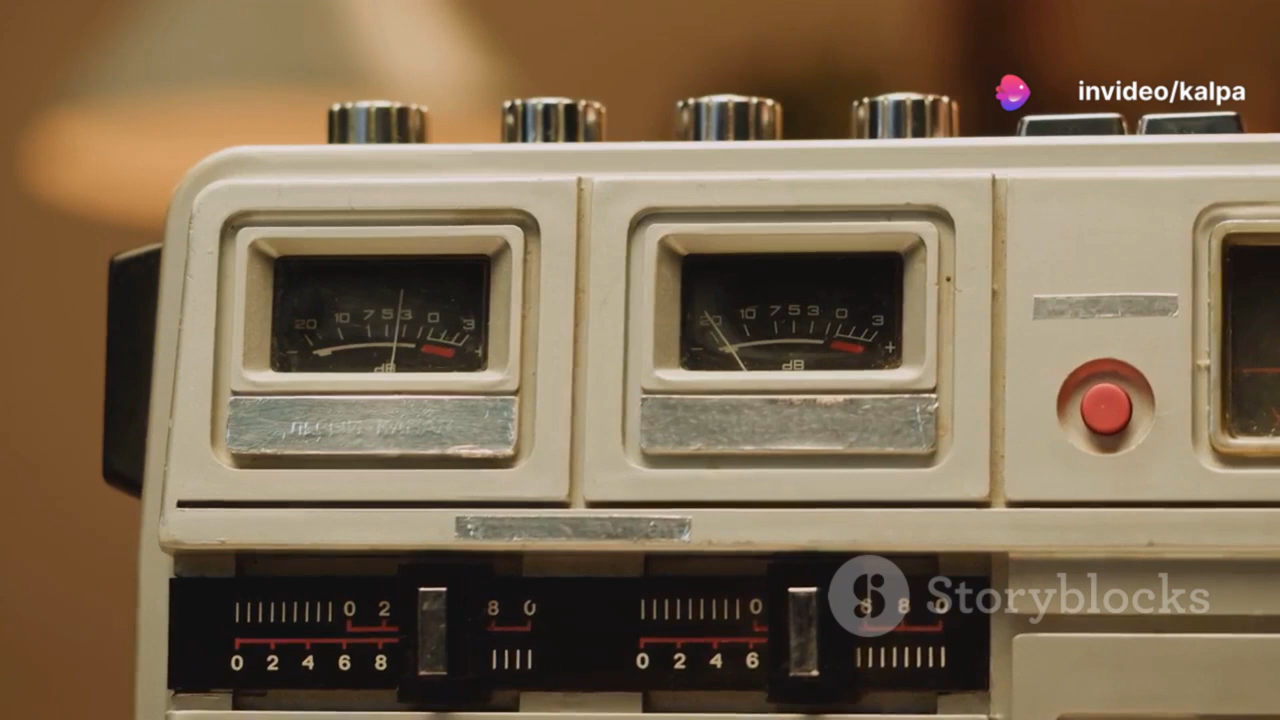 invideo/kalpa
20 10 7 5 3 0 3
- +
dB
20 10 7 5 3 0 3
- +
dB
Storyblocks
0 2 8 0
0 2 4 6 8
0 8
0 2 4 6